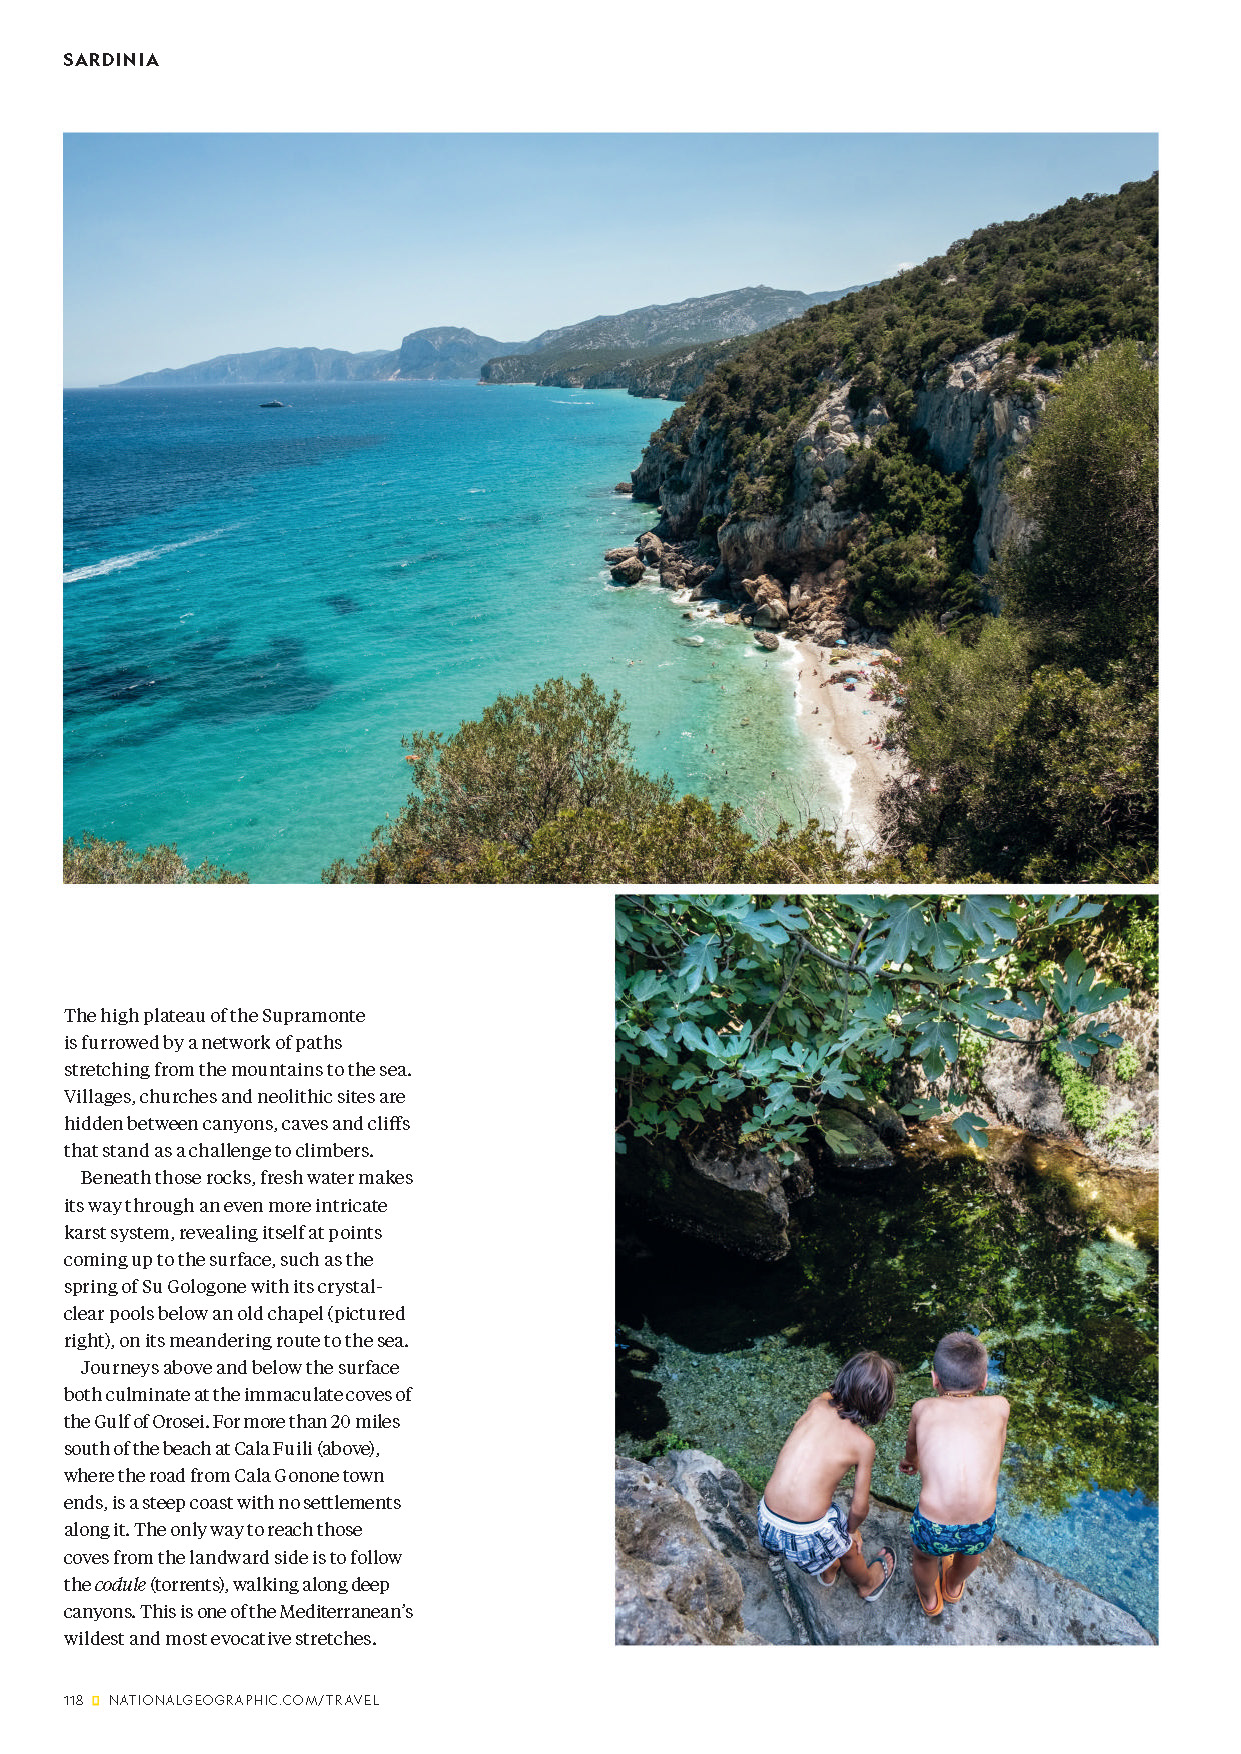 SARDINIA
The high plateau of the Supramonte
is furrowed by a network of paths
stretching from the mountains to the sea.
Villages, churches and neolithic sites are
hidden between canyons, caves and cliffs
that stand as a challenge to climbers.
Beneath those rocks, fresh water makes
its way through an even more intricate
karst system, revealing itself at points
coming up to the surface, such as the
spring of Su Gologone with its crystal-
clear pools below an old chapel (pictured
right), on its meandering route to the sea.
Journeys above and below the surface
both culminate at the immaculate coves of
the Gulf of Orosei. For more than 20 miles
south of the beach at Cala Fuili (above),
where the road from Cala Gonone town
ends, is a steep coast with no settlements
along it. The only way to reach those
coves from the landward side is to follow
the codule (torrents), walking along deep
canyons. This is one of the Mediterranean’s
wildest and most evocative stretches.
118 NATIONALGEOGRAPHIC.COM/TRAVEL